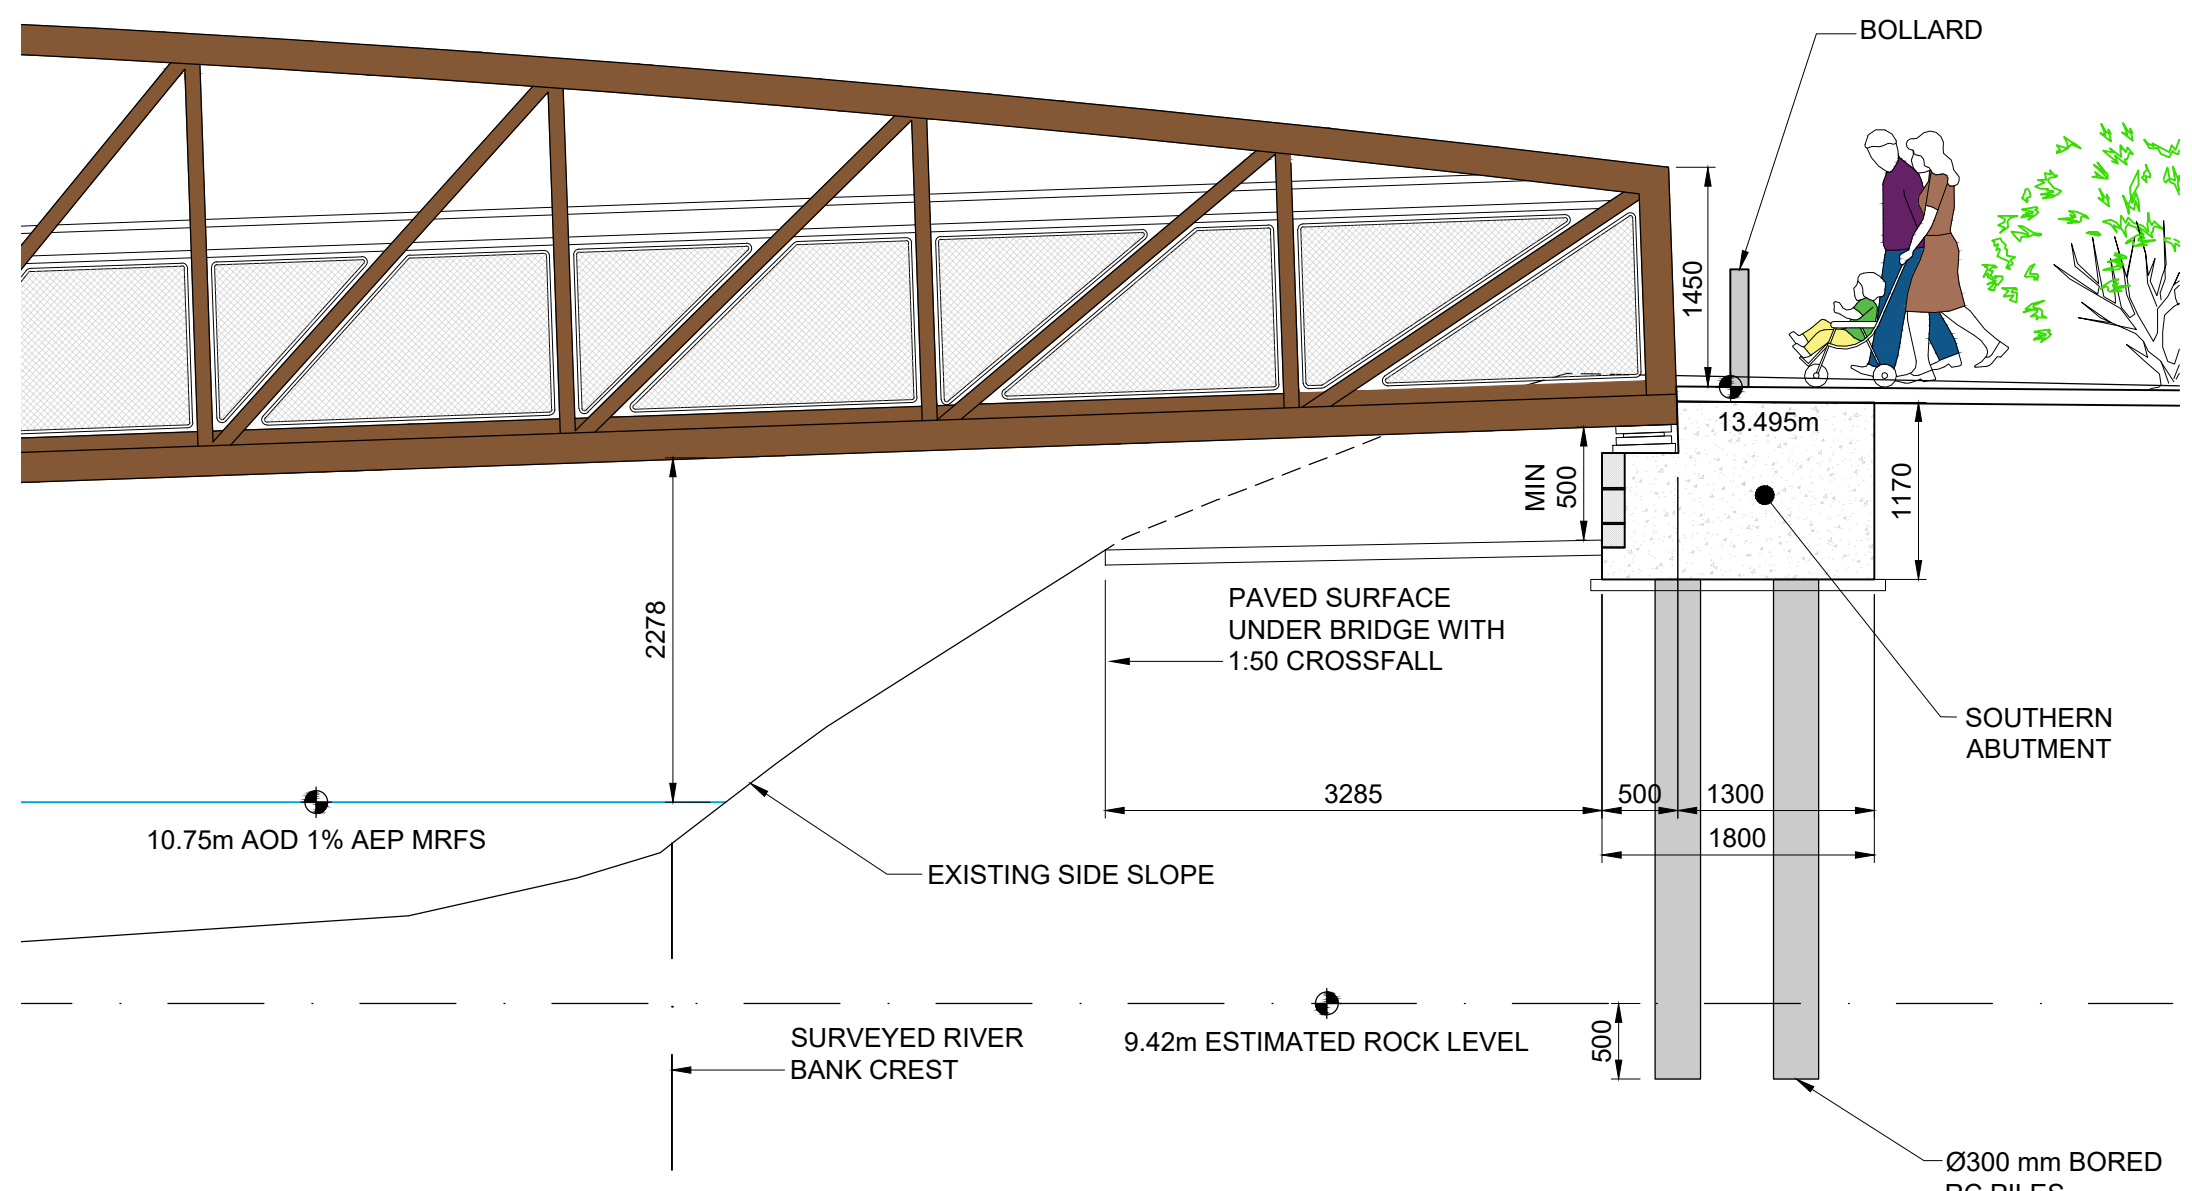 BOLLARD
1450
13.495m
MIN
500
1170
2278
PAVED SURFACE
UNDER BRIDGE WITH
1:50 CROSSFALL
SOUTHERN
ABUTMENT
3285
500
1300
1800
10.75m AOD 1% AEP MRFS
EXISTING SIDE SLOPE
SURVEYED RIVER
BANK CREST
9.42m ESTIMATED ROCK LEVEL
500
Ø300 mm BORED
RC PILES